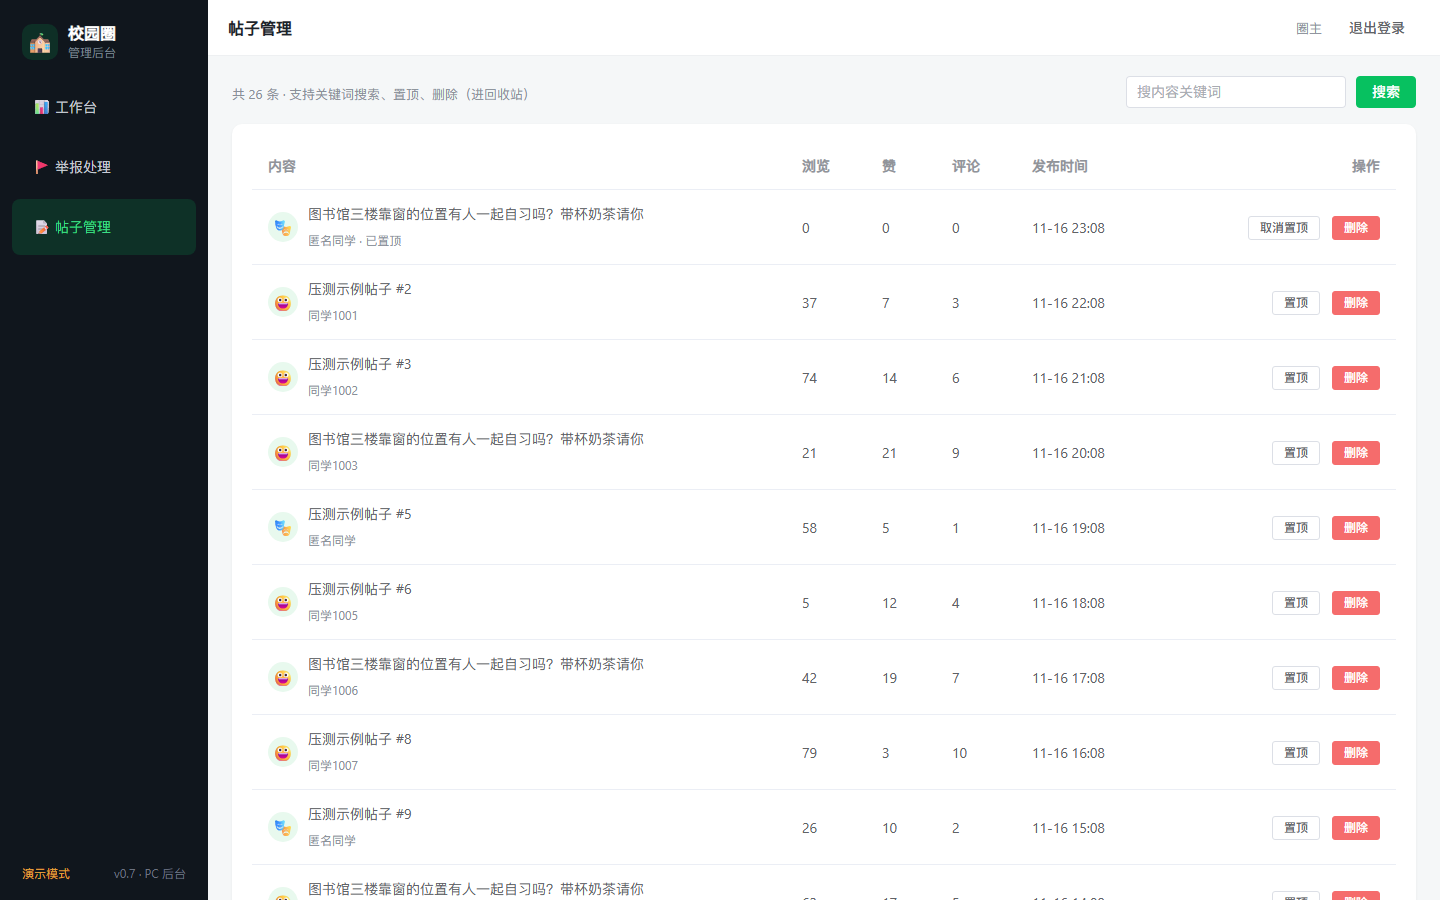 校园圈
管理后台
工作台
举报处理
帖子管理
演示模式 v0.7 · PC 后台
帖子管理 圈主 退出登录
共 26 条 · 支持关键词搜索、置顶、删除（进回收站） 搜内容关键词 搜索
内容 浏览 赞 评论 发布时间 操作
图书馆三楼靠窗的位置有人一起自习吗？带杯奶茶请你
匿名同学 · 已置顶
0 0 0 11-16 23:08 取消置顶 删除
压测示例帖子 #2
同学1001
37 7 3 11-16 22:08 置顶 删除
压测示例帖子 #3
同学1002
74 14 6 11-16 21:08 置顶 删除
图书馆三楼靠窗的位置有人一起自习吗？带杯奶茶请你
同学1003
21 21 9 11-16 20:08 置顶 删除
压测示例帖子 #5
匿名同学
58 5 1 11-16 19:08 置顶 删除
压测示例帖子 #6
同学1005
5 12 4 11-16 18:08 置顶 删除
图书馆三楼靠窗的位置有人一起自习吗？带杯奶茶请你
同学1006
42 19 7 11-16 17:08 置顶 删除
压测示例帖子 #8
同学1007
79 3 10 11-16 16:08 置顶 删除
压测示例帖子 #9
匿名同学
26 10 2 11-16 15:08 置顶 删除
图书馆三楼靠窗的位置有人一起自习吗？带杯奶茶请你